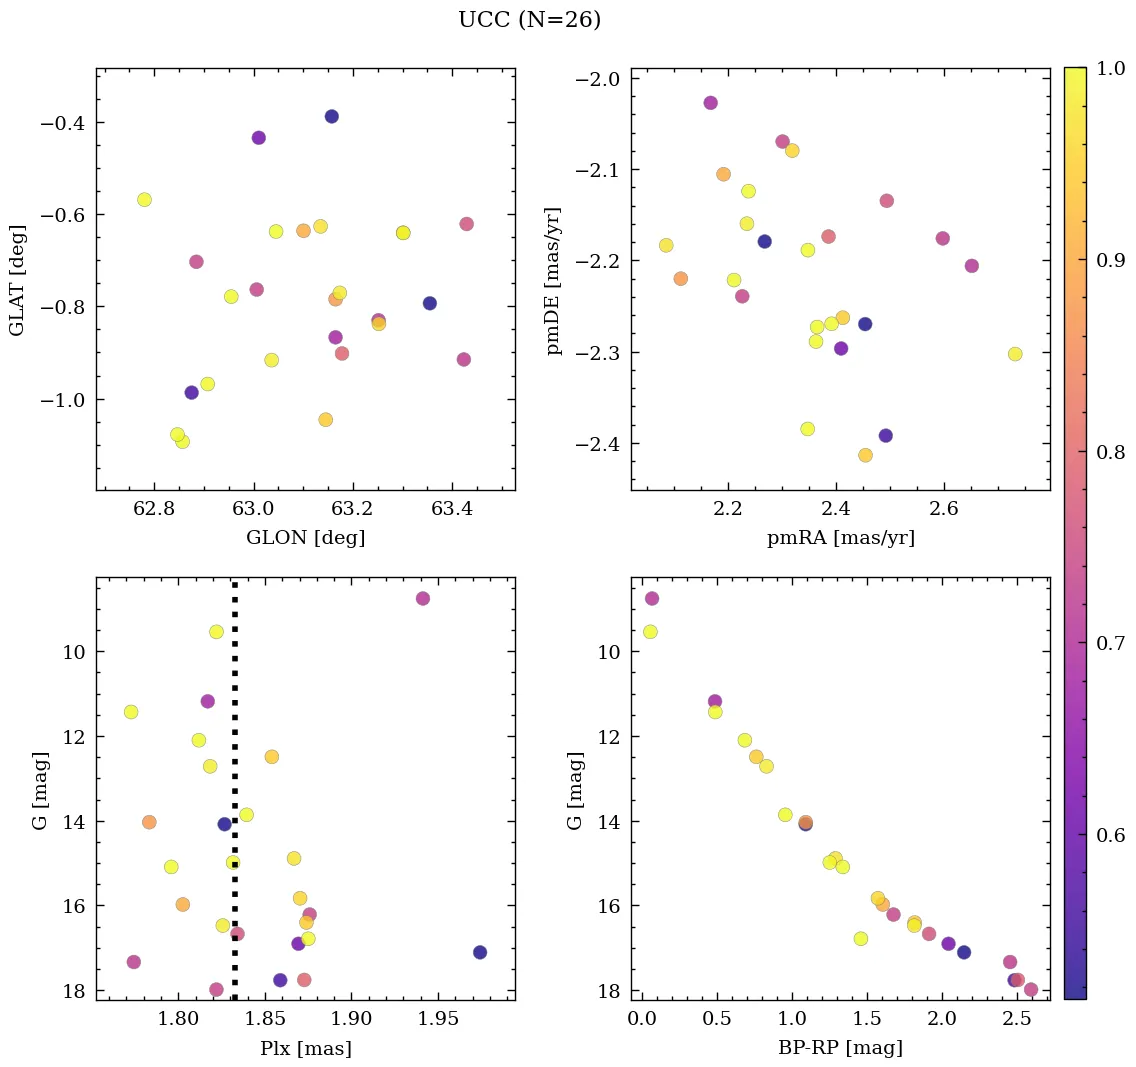 UCC (N=26)
−0.4
−0.6
−0.8
−1.0
GLAT [deg]
62.8 63.0 63.2 63.4
GLON [deg]
−2.0
−2.1
−2.2
−2.3
−2.4
pmDE [mas/yr]
2.2 2.4 2.6
pmRA [mas/yr]
1.0
0.9
0.8
0.7
0.6
10
12
14
16
18
G [mag]
1.80 1.85 1.90 1.95
Plx [mas]
10
12
14
16
18
G [mag]
0.0 0.5 1.0 1.5 2.0 2.5
BP-RP [mag]